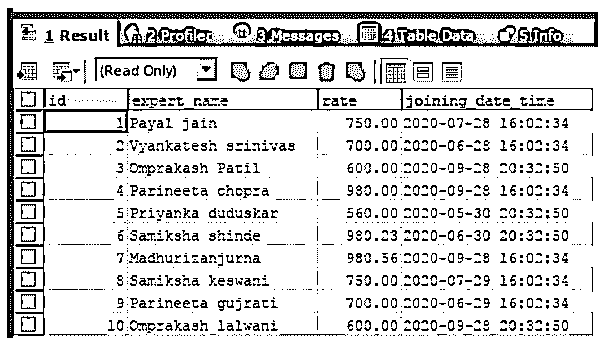 1 Result 2 Profiler 3 Messages 4 Table Data 5 Info
(Read Only)
id expert_name rate joining_date_time
1 Payal jain 750.00 2020-07-28 16:02:34
2 Vyankatesh srinivas 700.00 2020-06-28 16:02:34
3 Omprakash Patil 600.00 2020-09-28 20:32:50
4 Parineeta chopra 980.00 2020-09-28 16:02:34
5 Priyanka duduskar 560.00 2020-05-30 20:32:50
6 Samiksha shinde 980.23 2020-06-30 20:32:50
7 Madhurizanjurna 980.56 2020-09-28 16:02:34
8 Samiksha keswani 750.00 2020-07-29 16:02:34
9 Parineeta gujrati 700.00 2020-06-29 16:02:34
10 Omprakash lalwani 600.00 2020-09-28 20:32:50